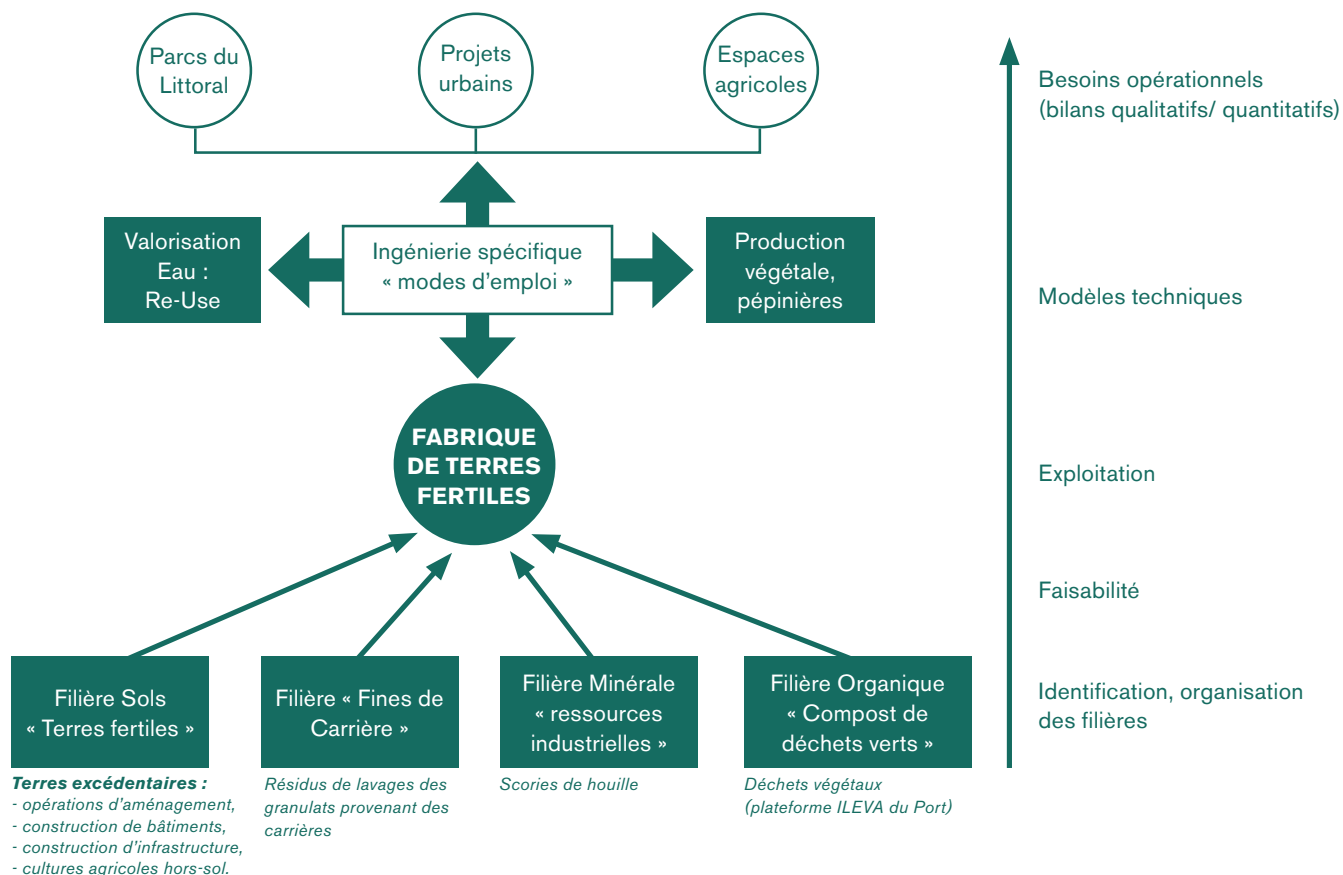 Parcs du
Littoral
Projets
urbains
Espaces
agricoles
Besoins opérationnels
(bilans qualitatifs/ quantitatifs)
Valorisation
Eau :
Re-Use
Ingénierie spécifique
« modes d’emploi »
Production
végétale,
pépinières
Modèles techniques
FABRIQUE
DE TERRES
FERTILES
Exploitation
Faisabilité
Filière Sols
« Terres fertiles »
Filière « Fines de
Carrière »
Filière Minérale
« ressources
industrielles »
Filière Organique
« Compost de
déchets verts »
Identification, organisation
des filières
Terres excédentaires :
- opérations d’aménagement,
- construction de bâtiments,
- construction d’infrastructure,
- cultures agricoles hors-sol.
Résidus de lavages des
granulats provenant des
carrières
Scories de houille
Déchets végétaux
(plateforme ILEVA du Port)